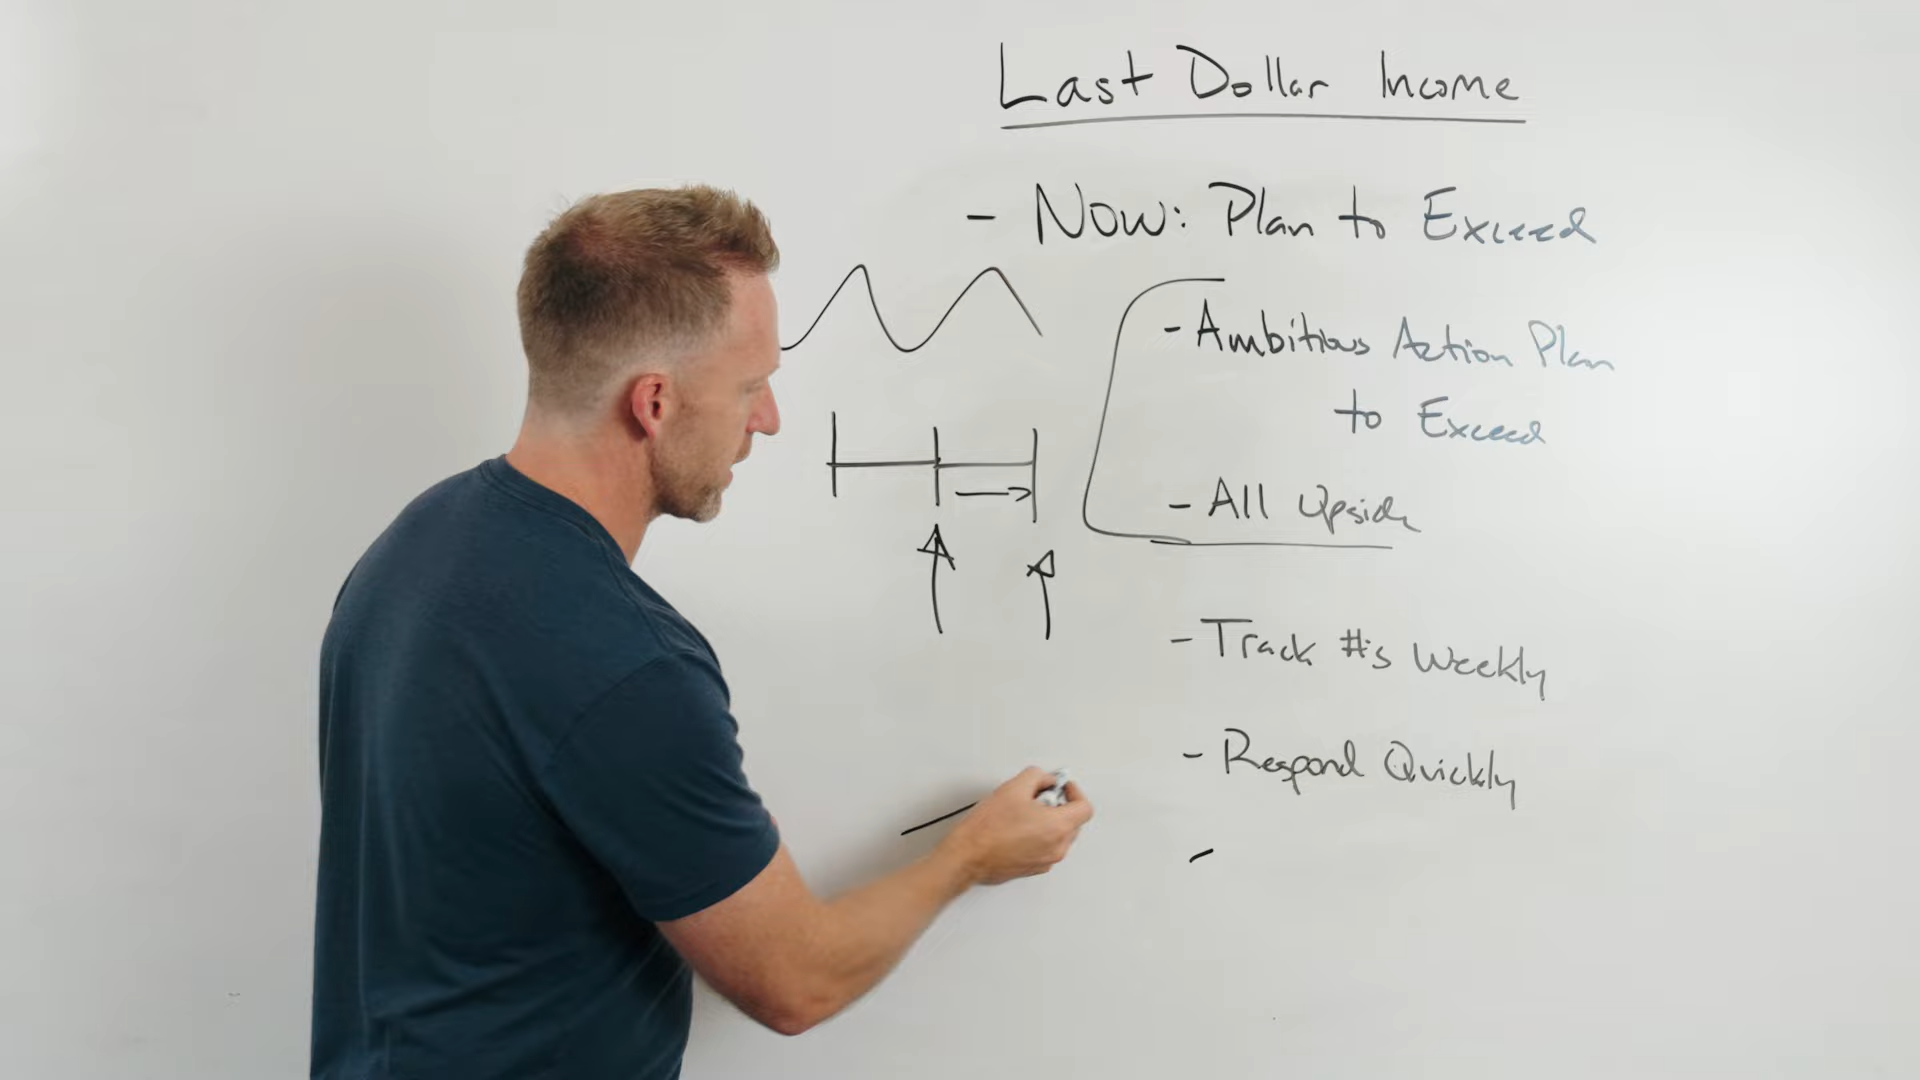 Last Dollar Income
- Now: Plan to Exceed
- Ambitious Action Plan
to Exceed
- All Upside
- Track #'s Weekly
- Respond Quickly
-